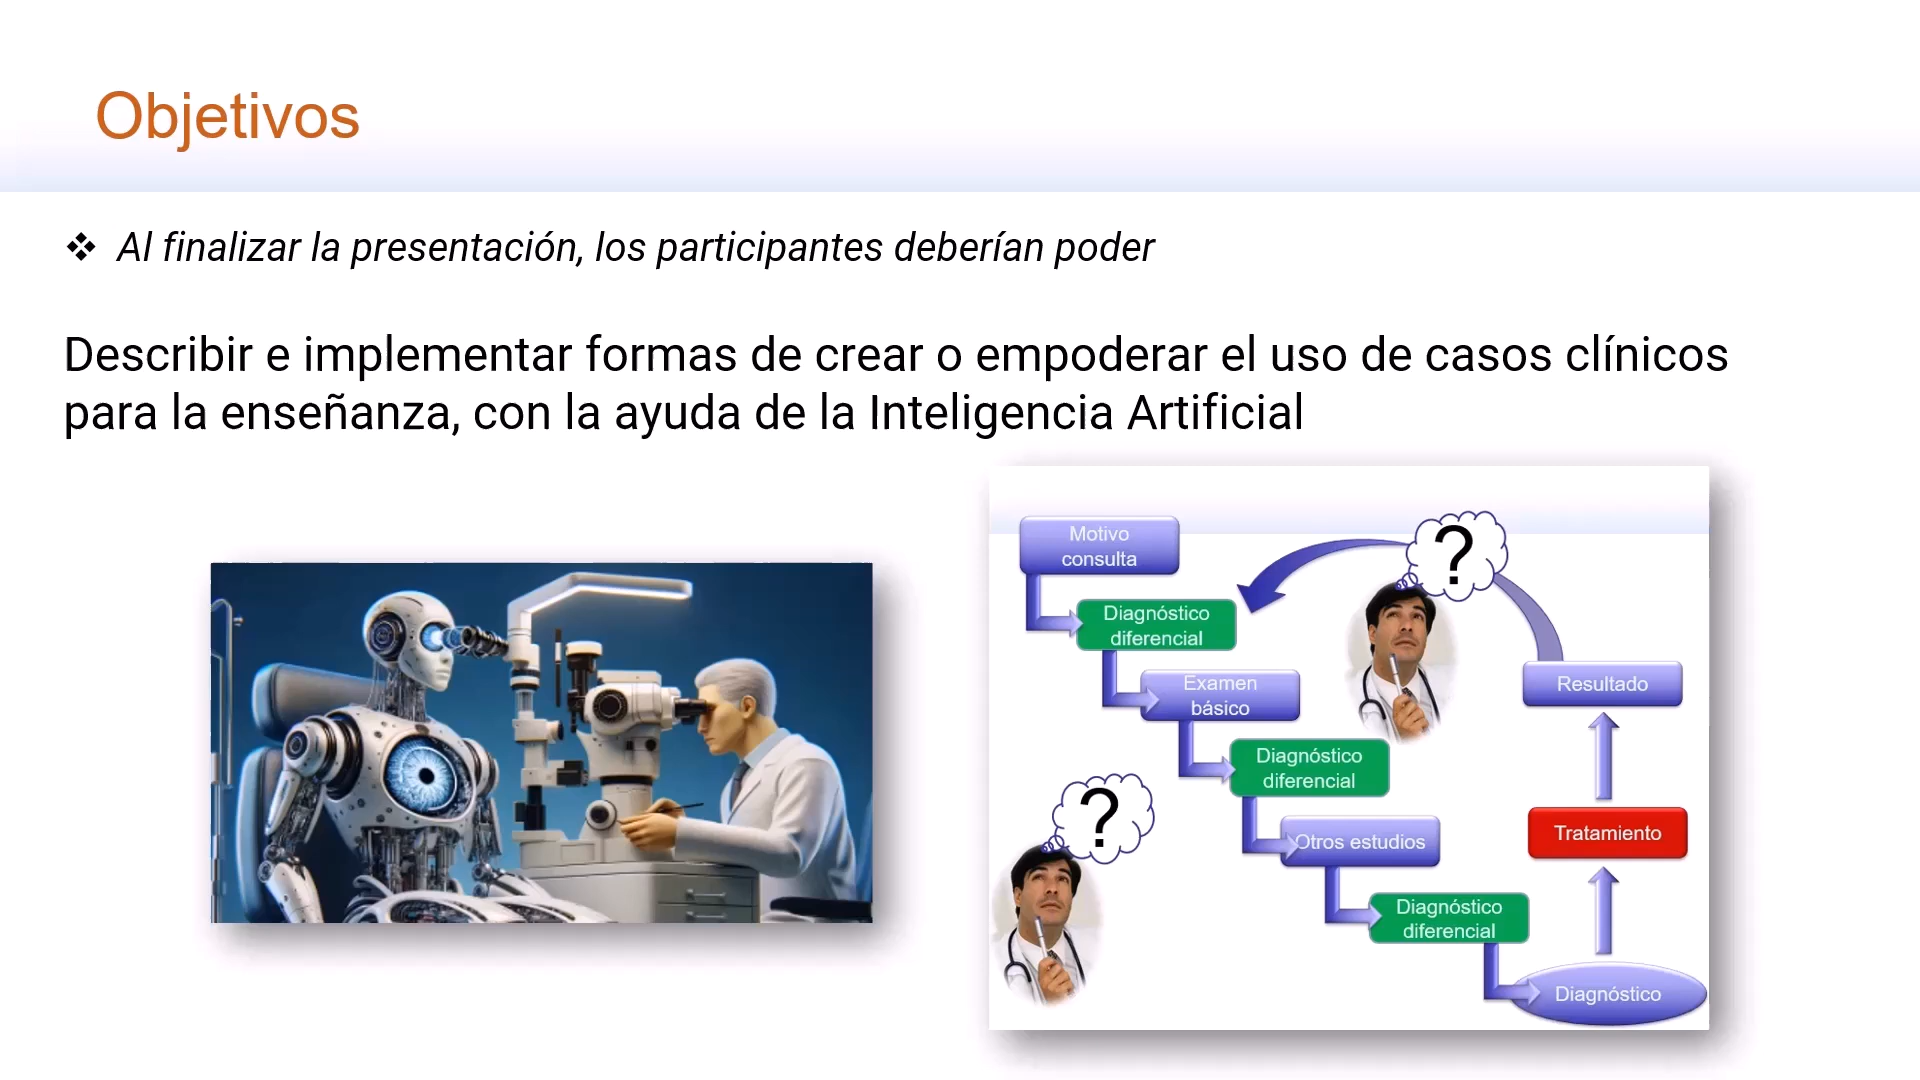 Objetivos
Al finalizar la presentación, los participantes deberían poder
Describir e implementar formas de crear o empoderar el uso de casos clínicos
para la enseñanza, con la ayuda de la Inteligencia Artificial
Motivo
consulta
?
Diagnóstico
diferencial
Examen
básico
Resultado
Diagnóstico
diferencial
?
Otros estudios
Tratamiento
Diagnóstico
diferencial
Diagnóstico